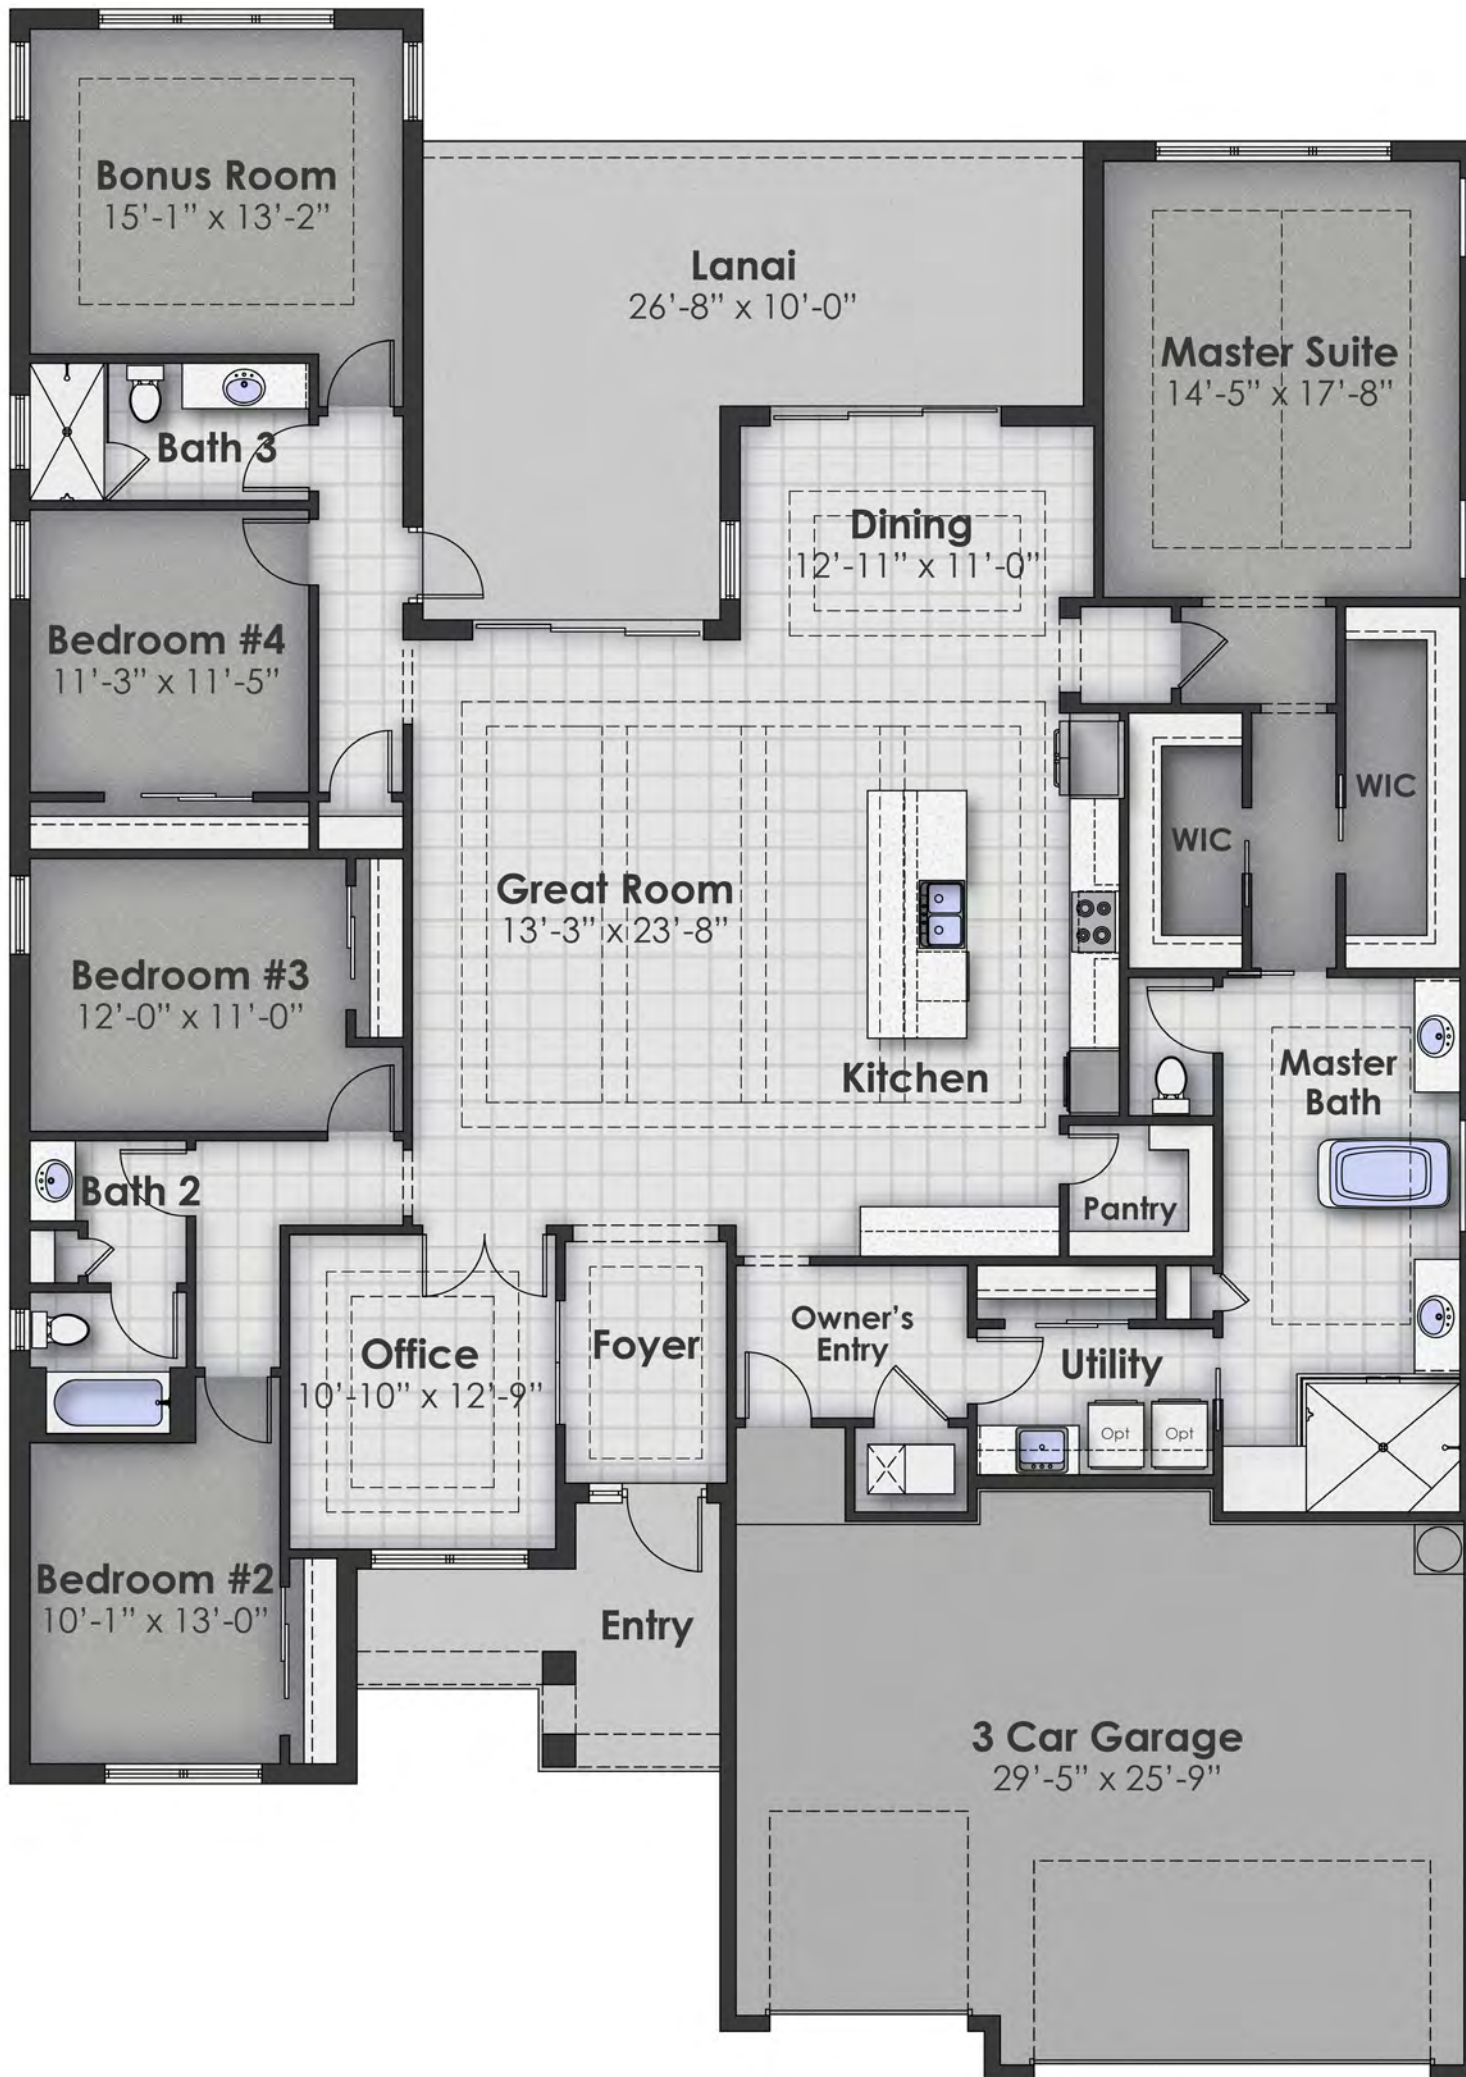 Bonus Room
15’-1” x 13’-2”
Lanai
26’-8” x 10’-0”
Master Suite
14’-5” x 17’-8”
Bath 3
Dining
12’-11” x 11’-0”
Bedroom #4
11’-3” x 11’-5”
WIC
WIC
Great Room
13’-3” x 23’-8”
Bedroom #3
12’-0” x 11’-0”
Kitchen
Master
Bath
Bath 2
Pantry
Office
10’-10” x 12’-9”
Foyer
Owner’s
Entry
Utility
Opt
Opt
Bedroom #2
10’-1” x 13’-0”
Entry
3 Car Garage
29’-5” x 25’-9”